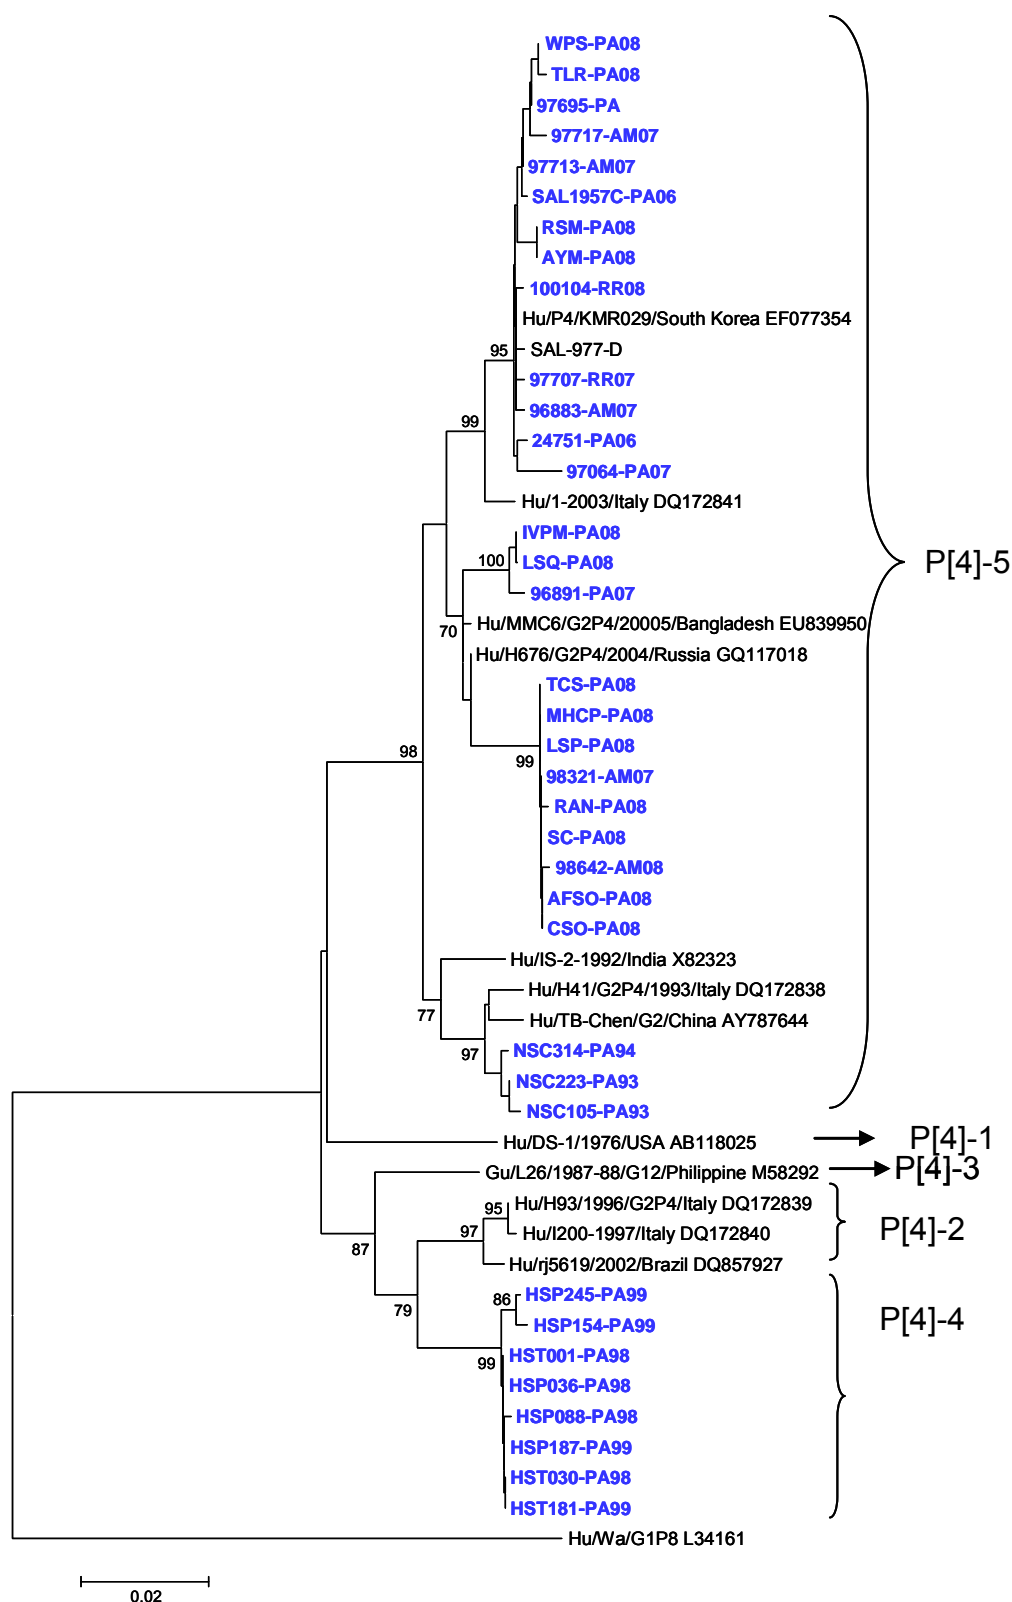 WPS-PA08
TLR-PA08
97695-PA
97717-AM07
97713-AM07
SAL1957C-PA06
RSM-PA08
AYM-PA08
100104-RR08
Hu/P4/KMR029/South Korea EF077354
95
SAL-977-D
97707-RR07
96883-AM07
99
24751-PA06
97064-PA07
Hu/1-2003/Italy DQ172841
IVPM-PA08
100
LSQ-PA08
P[4]-5
96891-PA07
Hu/MMC6/G2P4/20005/Bangladesh EU839950
70
Hu/H676/G2P4/2004/Russia GQ117018
TCS-PA08
MHCP-PA08
LSP-PA08
98
99
98321-AM07
RAN-PA08
SC-PA08
98642-AM08
AFSO-PA08
CSO-PA08
Hu/IS-2-1992/India X82323
Hu/H41/G2P4/1993/Italy DQ172838
77
Hu/TB-Chen/G2/China AY787644
97
NSC314-PA94
NSC223-PA93
NSC105-PA93
Hu/DS-1/1976/USA AB118025
P[4]-1
Gu/L26/1987-88/G12/Philippine M58292
P[4]-3
Hu/H93/1996/G2P4/Italy DQ172839
95
97
Hu/I200-1997/Italy DQ172840
P[4]-2
87
Hu/rj5619/2002/Brazil DQ857927
HSP245-PA99
86
79
HSP154-PA99
P[4]-4
HST001-PA98
99
HSP036-PA98
HSP088-PA98
HSP187-PA99
HST030-PA98
HST181-PA99
Hu/Wa/G1P8 L34161
0.02